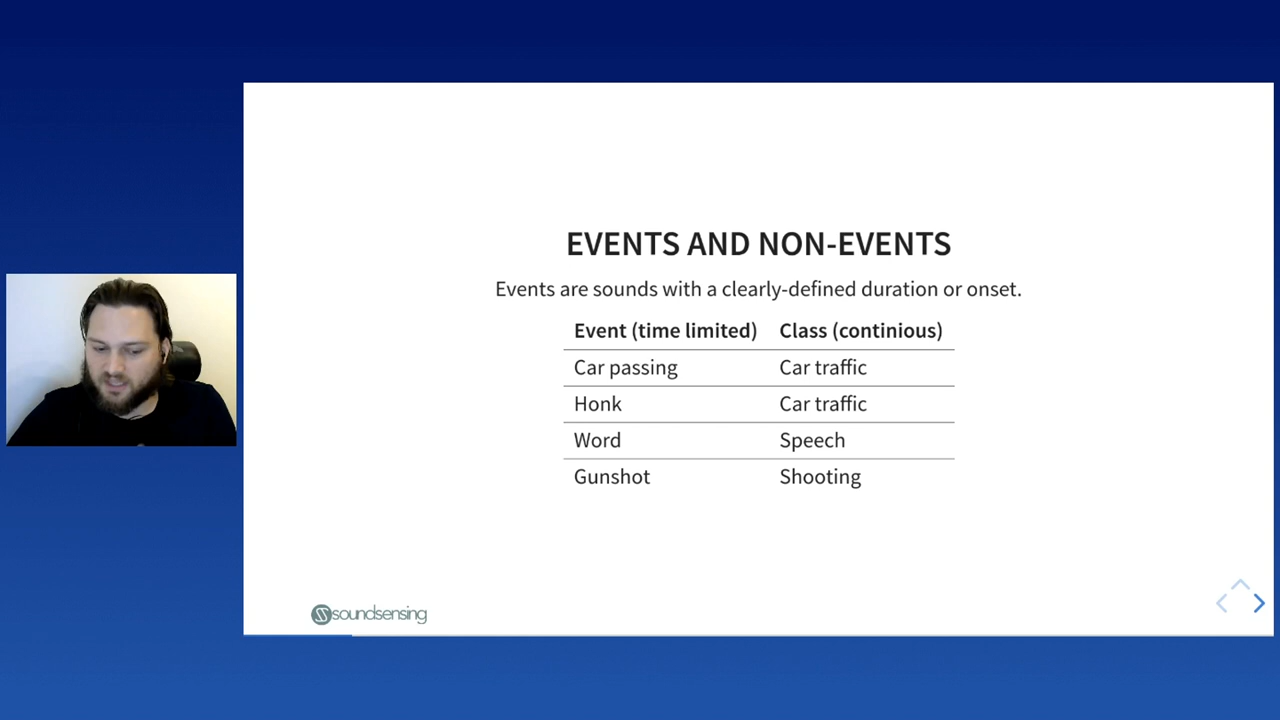 EVENTS AND NON-EVENTS
Events are sounds with a clearly-defined duration or onset.
Event (time limited) Class (continious)
Car passing Car traffic
Honk Car traffic
Word Speech
Gunshot Shooting
soundsensing